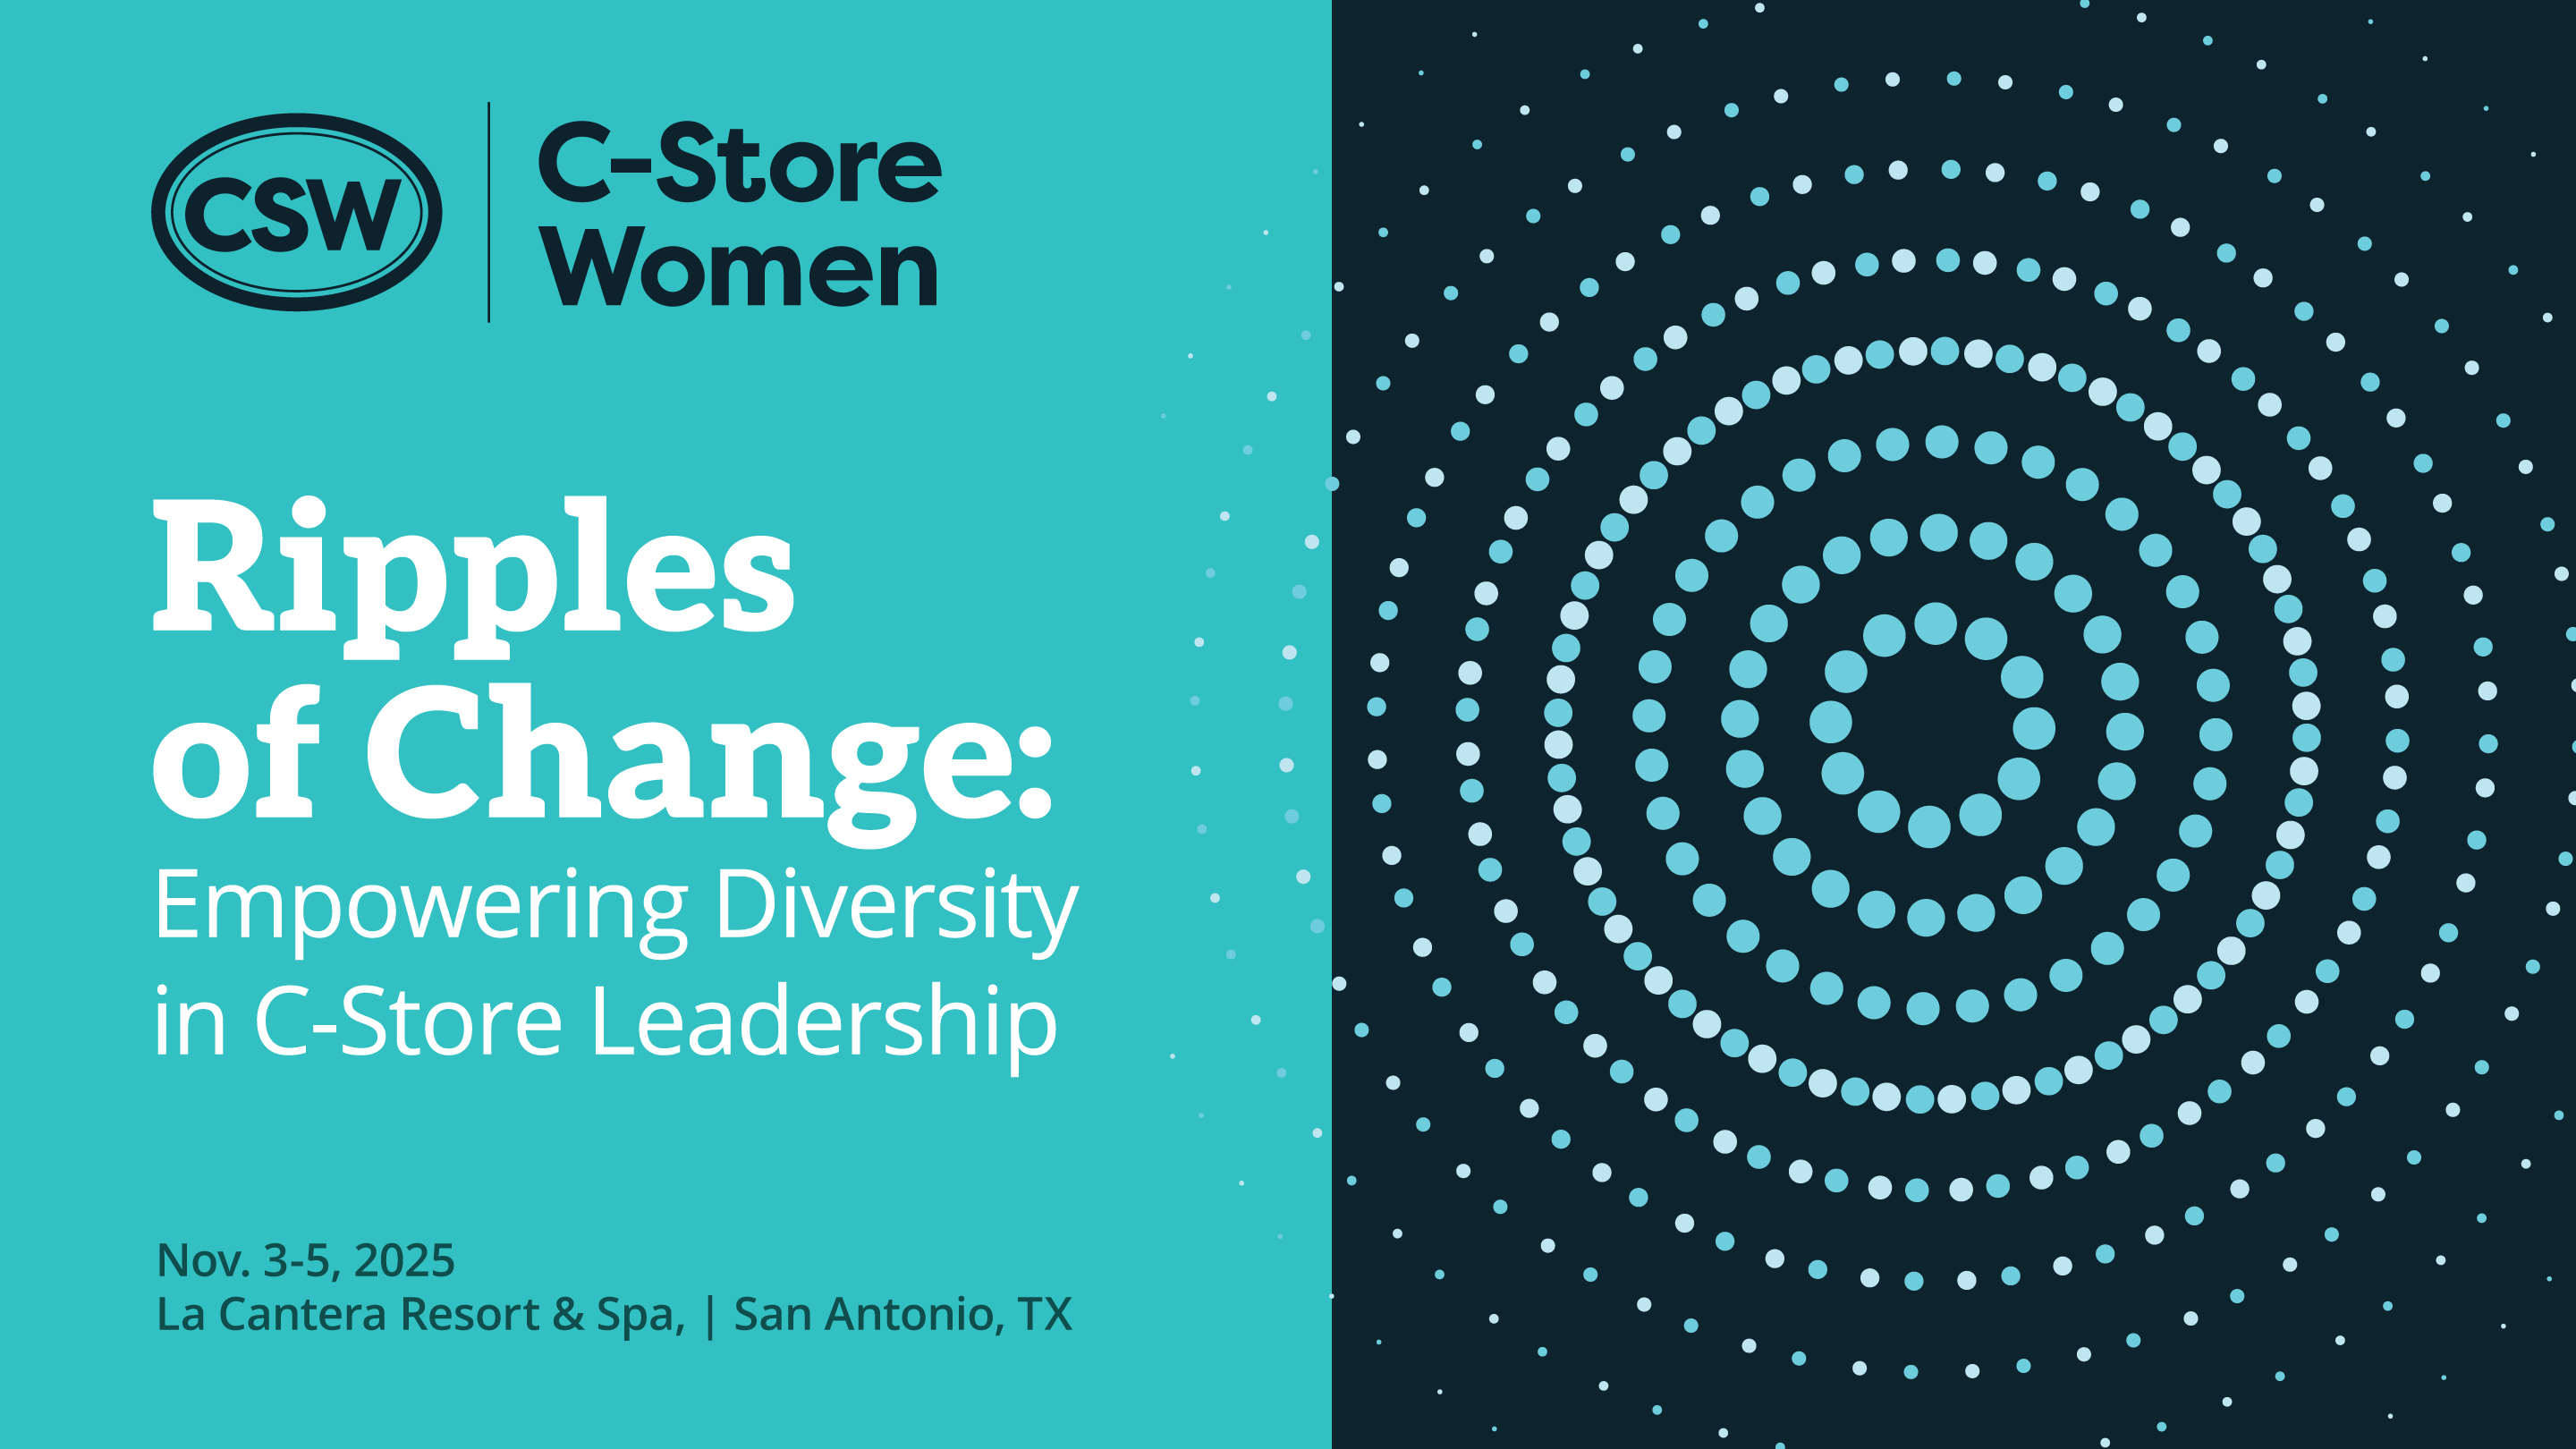 CSW
C-Store
Women
Ripples
of Change:
Empowering Diversity
in C-Store Leadership
Nov. 3-5, 2025
La Cantera Resort & Spa, | San Antonio, TX